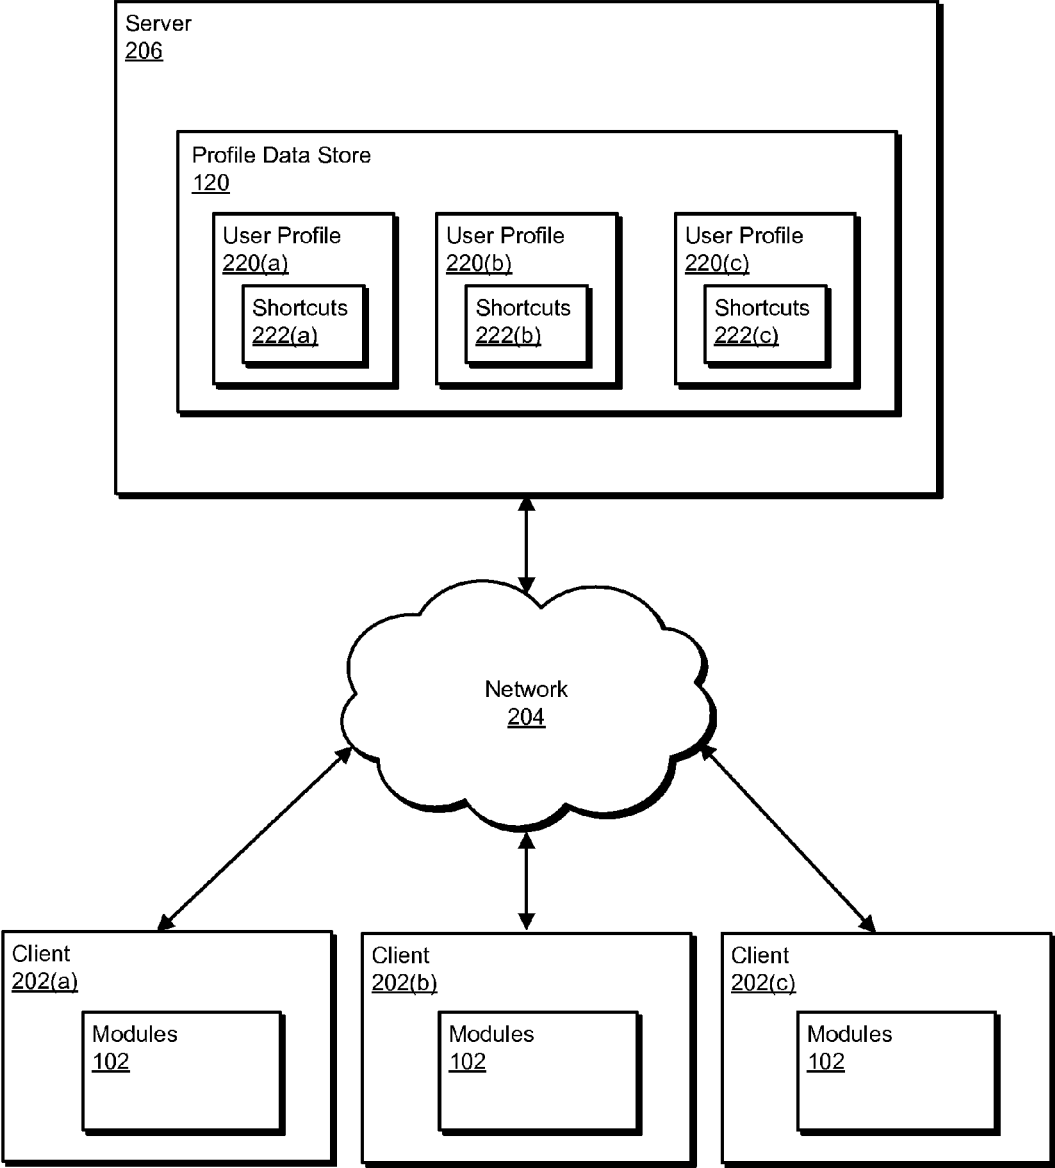 Server
206
Profile Data Store
120
User Profile
220(a)
Shortcuts
222(a)
User Profile
220(b)
Shortcuts
222(b)
User Profile
220(c)
Shortcuts
222(c)
Network
204
Client
202(a)
Modules
102
Client
202(b)
Modules
102
Client
202(c)
Modules
102